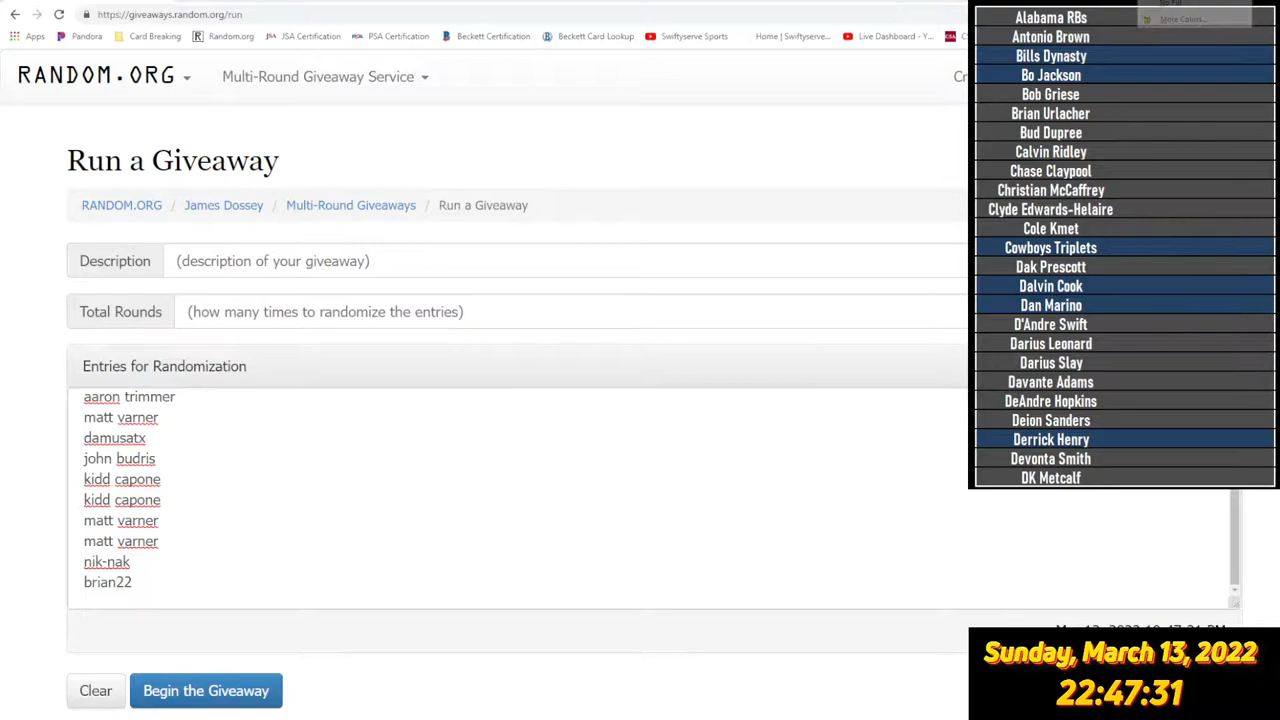 https://giveaways.random.org/run
Apps Pandora Card Breaking Random.org JSA Certification PSA Certification Beckett Certification Beckett Card Lookup Swiftyserve Sports Home | Swiftyserve... Live Dashboard - Y...
RANDOM.ORG Multi-Round Giveaway Service
Run a Giveaway
RANDOM.ORG / James Dossey / Multi-Round Giveaways / Run a Giveaway
Description (description of your giveaway)
Total Rounds (how many times to randomize the entries)
Entries for Randomization
aaron trimmer
matt varner
damusatx
john budris
kidd capone
kidd capone
matt varner
matt varner
nik-nak
brian22
Clear Begin the Giveaway
More Colors...
Alabama RBs
Antonio Brown
Bills Dynasty
Bo Jackson
Bob Griese
Brian Urlacher
Bud Dupree
Calvin Ridley
Chase Claypool
Christian McCaffrey
Clyde Edwards-Helaire
Cole Kmet
Cowboys Triplets
Dak Prescott
Dalvin Cook
Dan Marino
D'Andre Swift
Darius Leonard
Darius Slay
Davante Adams
DeAndre Hopkins
Deion Sanders
Derrick Henry
Devonta Smith
DK Metcalf
Sunday, March 13, 2022
22:47:31